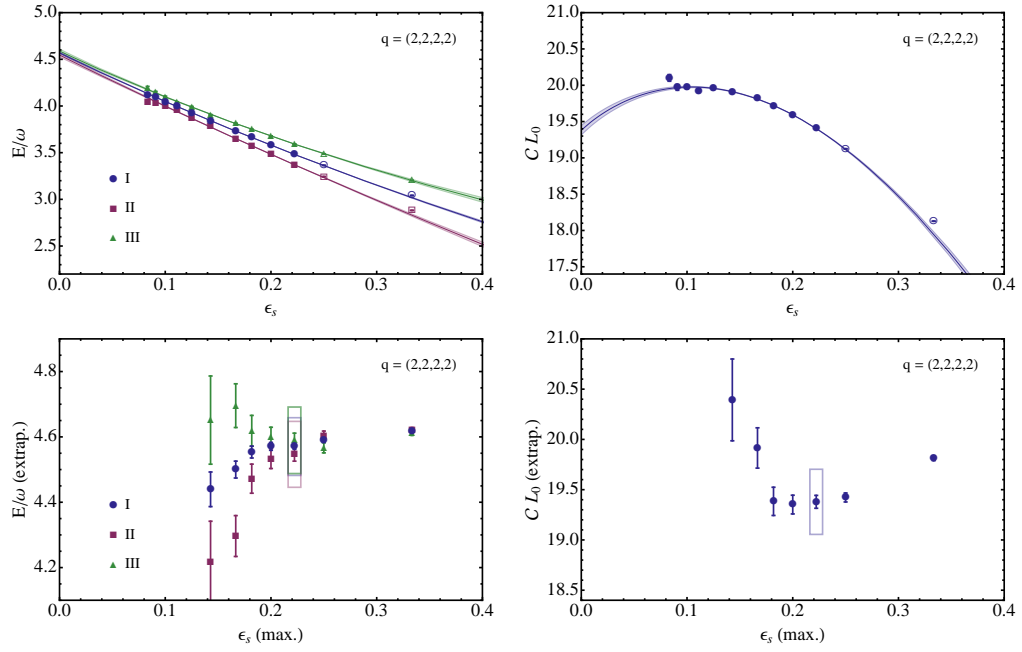 5.0
4.5
4.0
3.5
3.0
2.5
E/ω
q = (2,2,2,2)
I
II
III
0.0 0.1 0.2 0.3 0.4
ϵs
21.0
20.5
20.0
19.5
19.0
18.5
18.0
17.5
C L0
q = (2,2,2,2)
0.0 0.1 0.2 0.3 0.4
ϵs
4.8
4.6
4.4
4.2
E/ω (extrap.)
q = (2,2,2,2)
I
II
III
0.0 0.1 0.2 0.3 0.4
ϵs (max.)
21.0
20.5
20.0
19.5
19.0
18.5
C L0 (extrap.)
q = (2,2,2,2)
0.0 0.1 0.2 0.3 0.4
ϵs (max.)